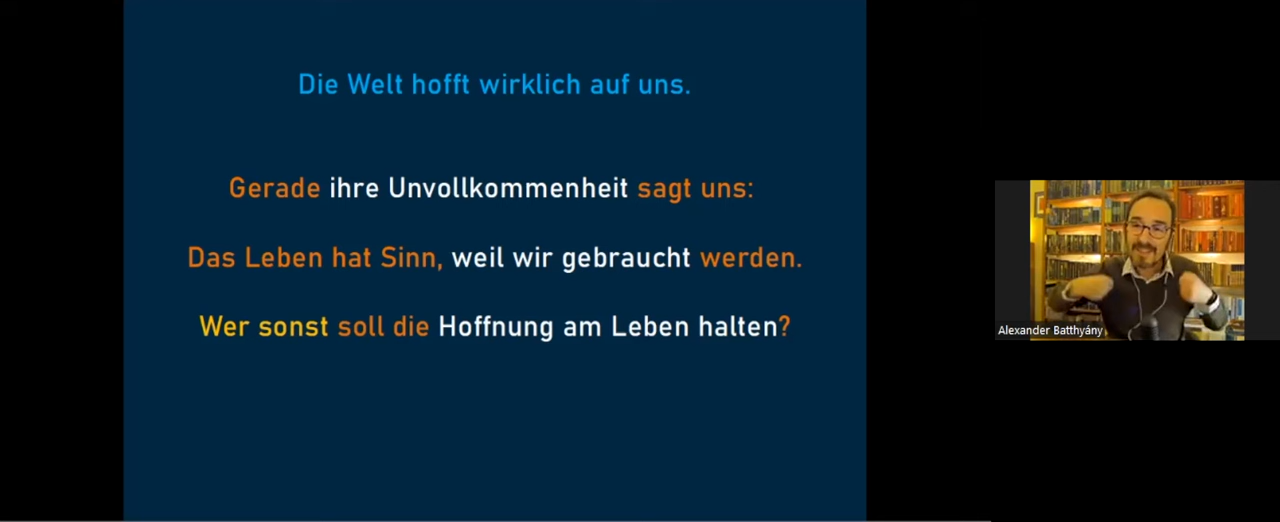 Die Welt hofft wirklich auf uns.
Gerade ihre Unvollkommenheit sagt uns:
Das Leben hat Sinn, weil wir gebraucht werden.
Wer sonst soll die Hoffnung am Leben halten?
Alexander Batthyány